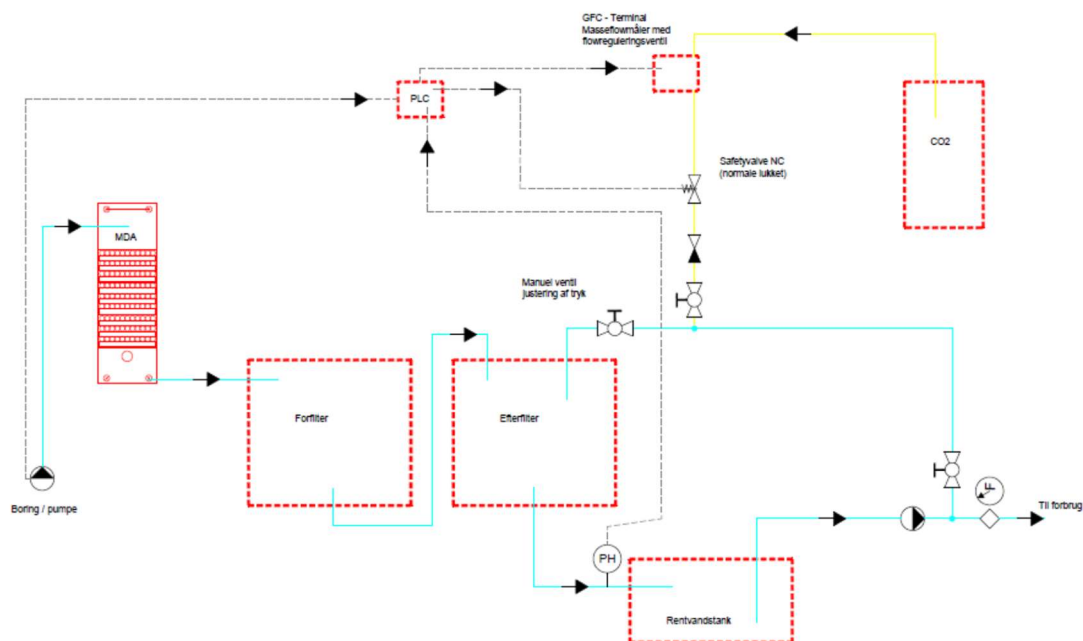 GFC - Terminal
Masseflowmåler med
flowreguleringsventil
PLC
CO2
Safetyvalve NC
(normale lukket)
MDA
Manuel ventil
justering af tryk
Forfilter
Efterfilter
Boring / pumpe
F
Til forbrug
PH
Rentvandstank